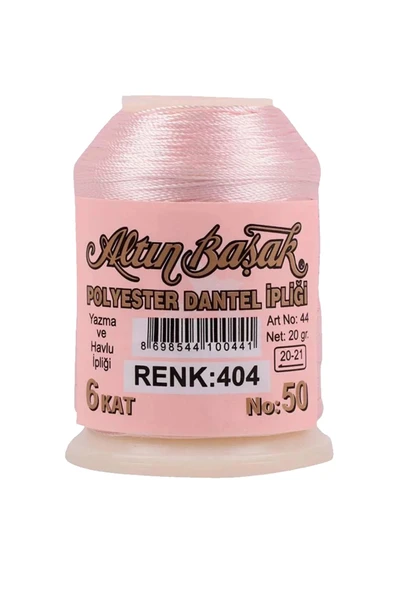 Altın Başak
POLYESTER DANTEL İPLİĞİ
Yazma
ve
Havlu
İpliği
8 698544 100441
Art No: 44
Net: 20 gr.
20-21
RENK:404
6 KAT
No: 50